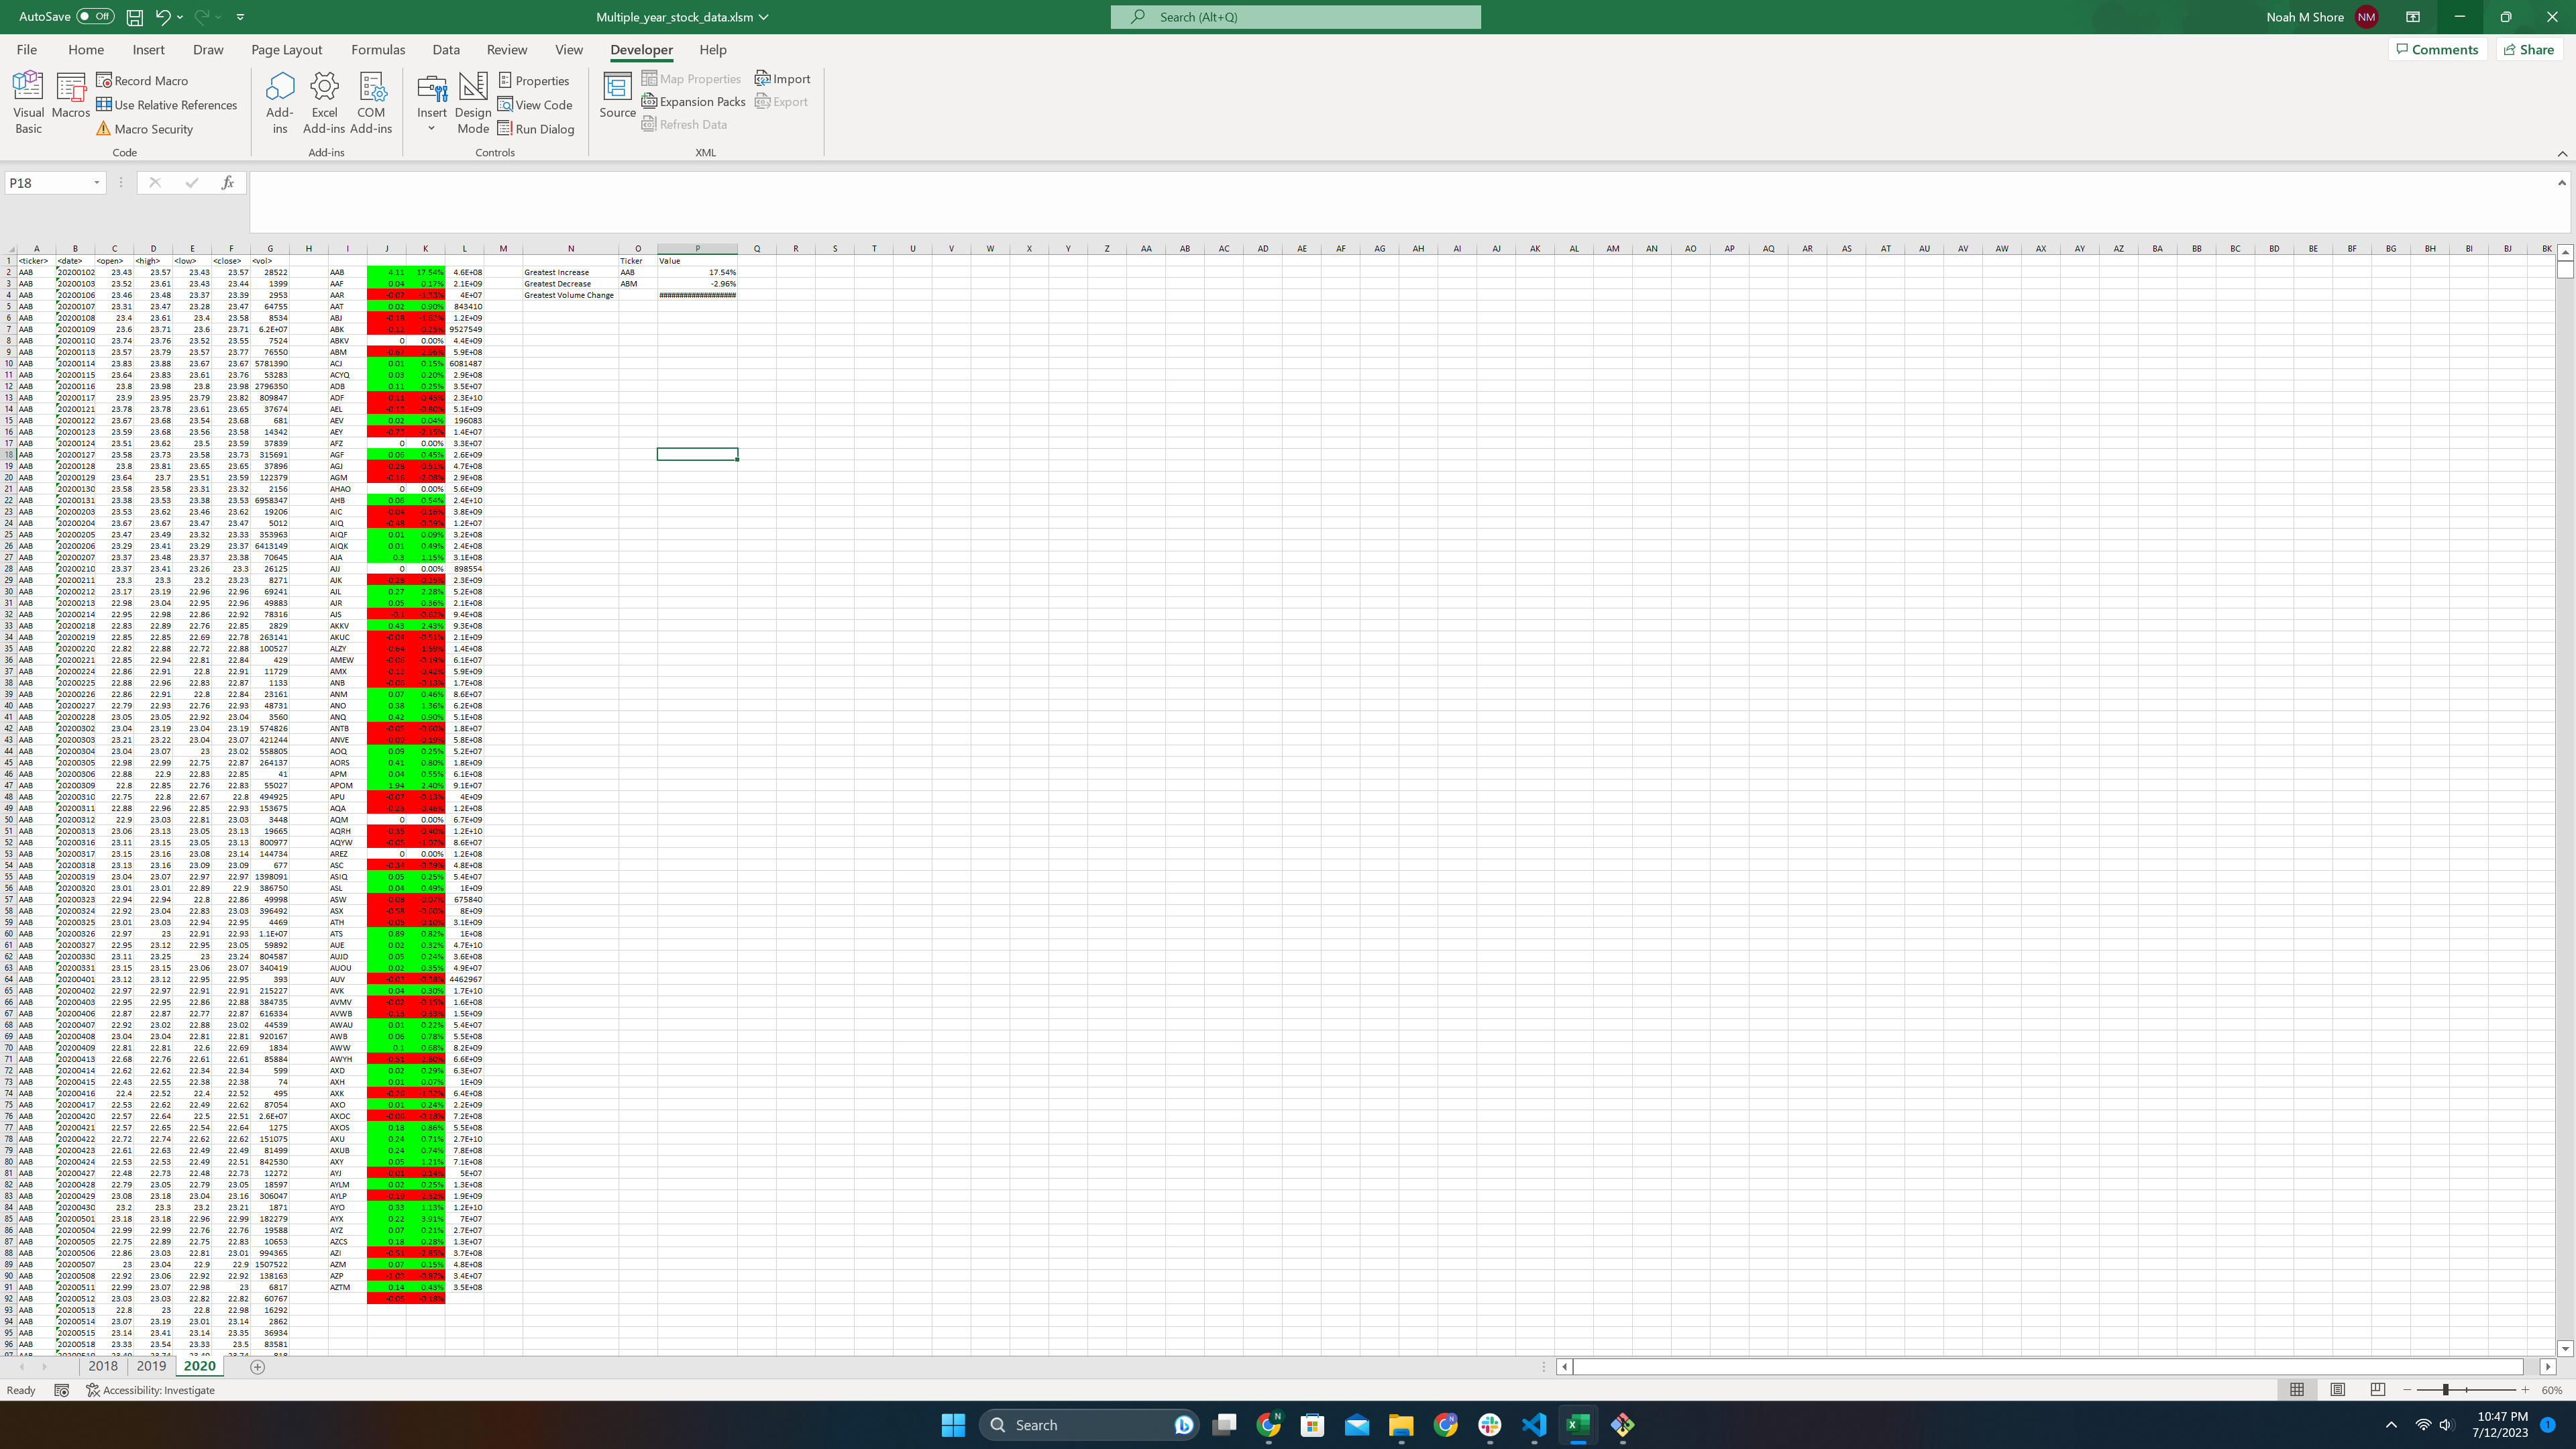 AutoSave Off Multiple_year_stock_data.xlsm Search (Alt+Q) Noah M Shore NM
File Home Insert Draw Page Layout Formulas Data Review View Developer Help Comments Share
Visual Basic Macros Record Macro Use Relative References Macro Security
Add-ins Excel Add-ins COM Add-ins
Insert Design Mode Properties View Code Run Dialog
Source Map Properties Expansion Packs Refresh Data Import Export
Code Add-ins Controls XML
P18 fx
A B C D E F G H I J K L M N O P Q R S T U V W X Y Z AA AB AC AD AE AF AG AH AI AJ AK AL AM AN AO AP AQ AR AS AT AU AV AW AX AY AZ BA BB BC BD BE BF BG BH BI BJ BK
1 <ticker> <date> <open> <high> <low> <close> <vol> Ticker Value
2 AAB 20200102 23.43 23.57 23.43 23.57 28522 AAB 4.11 17.54% 4.6E+08 Greatest Increase AAB 17.54%
3 AAB 20200103 23.52 23.61 23.43 23.44 1399 AAF 0.04 0.17% 2.1E+09 Greatest Decrease ABM -2.96%
4 AAB 20200106 23.46 23.48 23.37 23.39 2953 AAR -0.07 4E+07 Greatest Volume Change ###################
5 AAB 20200107 23.31 23.47 23.28 23.47 64755 AAT 0.02 0.90% 843410
6 AAB 20200108 23.4 23.61 23.4 23.58 8534 ABJ -0.18 -1.62% 1.2E+09
7 AAB 20200109 23.6 23.71 23.6 23.71 6.2E+07 ABK -0.12 -0.25% 9527549
8 AAB 20200110 23.74 23.76 23.52 23.55 7524 ABKV 0 0.00% 4.4E+09
9 AAB 20200113 23.57 23.79 23.57 23.77 76550 ABM -0.67 -2.96% 5.9E+08
10 AAB 20200114 23.83 23.88 23.67 23.67 5781390 ACJ 0.01 0.15% 6081487
11 AAB 20200115 23.64 23.83 23.61 23.76 53283 ACYQ 0.03 0.20% 2.9E+08
12 AAB 20200116 23.8 23.98 23.8 23.98 2796350 ADB 0.11 0.25% 3.5E+07
13 AAB 20200117 23.9 23.95 23.79 23.82 809847 ADF -0.11 -0.45% 2.3E+10
14 AAB 20200121 23.78 23.78 23.61 23.65 37674 AEL -0.13 -0.80% 5.1E+09
15 AAB 20200122 23.67 23.68 23.54 23.68 681 AEV 0.02 0.04% 196083
16 AAB 20200123 23.59 23.68 23.56 23.58 14342 AEY -0.73 -2.15% 1.4E+07
17 AAB 20200124 23.51 23.62 23.5 23.59 37839 AFZ 0 0.00% 3.3E+07
18 AAB 20200127 23.58 23.73 23.58 23.73 315691 AGF 0.06 0.45% 2.6E+09
19 AAB 20200128 23.8 23.81 23.65 23.65 37896 AGJ -0.28 -0.51% 4.7E+08
20 AAB 20200129 23.64 23.7 23.51 23.59 122379 AGM -0.16 -2.08% 2.9E+08
21 AAB 20200130 23.58 23.58 23.31 23.32 2156 AHAO 0 0.00% 5.6E+09
22 AAB 20200131 23.38 23.53 23.38 23.53 6958347 AHB 0.06 0.54% 2.4E+10
23 AAB 20200203 23.53 23.62 23.46 23.62 19206 AIC -0.04 -0.16% 3.8E+09
24 AAB 20200204 23.67 23.67 23.47 23.47 5012 AIQ -0.48 -0.39% 1.2E+07
25 AAB 20200205 23.47 23.49 23.32 23.33 353963 AIQF 0.01 0.09% 3.2E+08
26 AAB 20200206 23.29 23.41 23.29 23.37 6413149 AIQK 0.01 0.49% 2.4E+08
27 AAB 20200207 23.37 23.48 23.37 23.38 70645 AJA 0.3 1.15% 3.1E+08
28 AAB 20200210 23.37 23.41 23.26 23.3 26125 AJJ 0 0.00% 898554
29 AAB 20200211 23.3 23.3 23.2 23.23 8271 AJK -0.28 -0.25% 2.3E+09
30 AAB 20200212 23.17 23.19 22.96 22.96 69241 AJL 0.27 2.28% 5.2E+08
31 AAB 20200213 22.98 23.04 22.95 22.96 49883 AJR 0.05 0.36% 2.1E+08
32 AAB 20200214 22.95 22.98 22.86 22.92 78316 AJS -0.1 -0.62% 9.4E+08
33 AAB 20200218 22.83 22.89 22.76 22.85 2829 AKKV 0.43 2.43% 9.3E+08
34 AAB 20200219 22.85 22.85 22.69 22.78 263141 AKUC -0.04 -0.51% 2.1E+09
35 AAB 20200220 22.82 22.88 22.72 22.88 100527 ALZY -0.64 -1.59% 1.4E+08
36 AAB 20200221 22.85 22.94 22.81 22.84 429 AMEW -0.06 -0.19% 6.1E+07
37 AAB 20200224 22.86 22.91 22.8 22.91 11729 AMX -0.12 -0.42% 5.9E+09
38 AAB 20200225 22.88 22.96 22.83 22.87 1133 ANB -0.06 -0.13% 1.7E+08
39 AAB 20200226 22.86 22.91 22.8 22.84 23161 ANM 0.07 0.46% 8.6E+07
40 AAB 20200227 22.79 22.93 22.76 22.93 48731 ANO 0.38 1.36% 6.2E+08
41 AAB 20200228 23.05 23.05 22.92 23.04 3560 ANQ 0.42 0.90% 5.1E+08
42 AAB 20200302 23.04 23.19 23.04 23.19 574826 ANTB -0.05 -0.60% 1.8E+07
43 AAB 20200303 23.21 23.22 23.04 23.07 421244 ANVE -0.09 -0.19% 5.8E+08
44 AAB 20200304 23.04 23.07 23 23.02 558805 AOQ 0.09 0.25% 5.2E+07
45 AAB 20200305 22.98 22.99 22.75 22.87 264137 AORS 0.41 0.80% 1.8E+09
46 AAB 20200306 22.88 22.9 22.83 22.85 41 APM 0.04 0.55% 6.1E+08
47 AAB 20200309 22.8 22.85 22.76 22.83 55027 APOM 1.94 2.40% 9.1E+07
48 AAB 20200310 22.75 22.8 22.67 22.8 494925 APU -0.07 -0.13% 4E+09
49 AAB 20200311 22.88 22.96 22.85 22.93 153675 AQA -0.23 -0.46% 1.2E+08
50 AAB 20200312 22.9 23.03 22.81 23.03 3448 AQM 0 0.00% 6.7E+09
51 AAB 20200313 23.06 23.13 23.05 23.13 19665 AQRH -0.35 -0.40% 1.2E+10
52 AAB 20200316 23.11 23.15 23.05 23.13 800977 AQYW -0.05 -1.07% 8.6E+07
53 AAB 20200317 23.15 23.16 23.08 23.14 144734 AREZ 0 0.00% 1.2E+08
54 AAB 20200318 23.13 23.16 23.09 23.09 677 ASC -0.34 -0.39% 4.8E+08
55 AAB 20200319 23.04 23.07 22.97 22.97 1398091 ASIQ 0.05 0.25% 5.4E+07
56 AAB 20200320 23.01 23.01 22.89 22.9 386750 ASL 0.04 0.49% 1E+09
57 AAB 20200323 22.94 22.94 22.8 22.86 49998 ASW -0.07% 675840
58 AAB 20200324 22.92 23.04 22.83 23.03 396492 ASX -0.58 -0.60% 8E+09
59 AAB 20200325 23.01 23.03 22.94 22.95 4469 ATH -0.05 -0.10% 3.1E+09
60 AAB 20200326 22.97 23 22.91 22.93 1.1E+07 ATS 0.89 0.82% 1E+08
61 AAB 20200327 22.95 23.12 22.95 23.05 59892 AUE 0.02 0.32% 4.7E+10
62 AAB 20200330 23.11 23.25 23 23.24 804587 AUJD 0.05 0.24% 3.6E+08
63 AAB 20200331 23.15 23.15 23.06 23.07 340419 AUOU 0.02 0.35% 4.9E+07
64 AAB 20200401 23.12 23.12 22.95 22.95 393 AUV -0.03 4462967
65 AAB 20200402 22.97 22.97 22.91 22.91 215227 AVK 0.04 0.30% 1.7E+10
66 AAB 20200403 22.95 22.95 22.86 22.88 384735 AVMV -0.02 -0.15% 1.6E+08
67 AAB 20200406 22.87 22.87 22.77 22.87 616334 AVWB -0.13 -0.33% 1.5E+09
68 AAB 20200407 22.92 23.02 22.88 23.02 44539 AWAU 0.01 0.22% 5.4E+07
69 AAB 20200408 23.04 23.04 22.81 22.81 920167 AWB 0.06 0.78% 5.5E+08
70 AAB 20200409 22.81 22.81 22.6 22.69 1834 AWW 0.1 0.68% 8.2E+09
71 AAB 20200413 22.68 22.76 22.61 22.61 85884 AWYH -0.51 -2.60% 6.6E+09
72 AAB 20200414 22.62 22.62 22.34 22.34 599 AXD 0.02 0.29% 6.3E+07
73 AAB 20200415 22.43 22.55 22.38 22.38 74 AXH 0.01 0.07% 1E+09
74 AAB 20200416 22.4 22.52 22.4 22.52 495 AXK -0.26 -1.32% 6.4E+08
75 AAB 20200417 22.53 22.62 22.49 22.62 87054 AXO 0.01 0.24% 2.2E+09
76 AAB 20200420 22.57 22.64 22.5 22.51 2.6E+07 AXOC -0.06 -0.18% 7.2E+08
77 AAB 20200421 22.57 22.65 22.54 22.64 1275 AXOS 0.18 0.86% 5.5E+08
78 AAB 20200422 22.72 22.74 22.62 22.62 151075 AXU 0.24 0.71% 2.7E+10
79 AAB 20200423 22.61 22.63 22.49 22.49 81499 AXUB 0.24 0.74% 7.8E+08
80 AAB 20200424 22.53 22.53 22.49 22.51 842530 AXY 0.05 1.21% 7.1E+08
81 AAB 20200427 22.48 22.73 22.48 22.73 12272 AYJ -0.01 -0.14% 5E+07
82 AAB 20200428 22.79 23.05 22.79 23.05 18597 AYLM 0.02 0.25% 1.3E+08
83 AAB 20200429 23.08 23.18 23.04 23.16 306047 AYLP -0.19 -2.32% 1.9E+09
84 AAB 20200430 23.2 23.3 23.2 23.21 1871 AYO 0.33 1.13% 1.2E+10
85 AAB 20200501 23.18 23.18 22.96 22.99 182279 AYX 0.22 3.91% 7E+07
86 AAB 20200504 22.99 22.99 22.76 22.76 19588 AYZ 0.07 0.21% 2.7E+07
87 AAB 20200505 22.75 22.89 22.75 22.83 10653 AZCS 0.18 0.28% 1.3E+07
88 AAB 20200506 22.86 23.03 22.81 23.01 994365 AZI -0.51 -2.85% 3.7E+08
89 AAB 20200507 23 23.04 22.9 22.9 1507522 AZM 0.07 0.15% 4.8E+08
90 AAB 20200508 22.92 23.06 22.92 22.92 138163 AZP -1.03 -0.87% 3.4E+07
91 AAB 20200511 22.99 23.07 22.98 23 6817 AZTM 0.14 0.43% 3.5E+08
92 AAB 20200512 23.03 23.03 22.82 22.82 60767 -0.05 -0.18%
93 AAB 20200513 22.8 23 22.8 22.98 16292
94 AAB 20200514 23.07 23.19 23.01 23.14 2862
95 AAB 20200515 23.14 23.41 23.14 23.35 36934
96 AAB 20200518 23.33 23.54 23.33 23.5 83581
97 AAB 20200519 23.49 23.74 23.49 23.74 818
2018 2019 2020
Ready Accessibility: Investigate 60%
Search
10:47 PM
7/12/2023 1